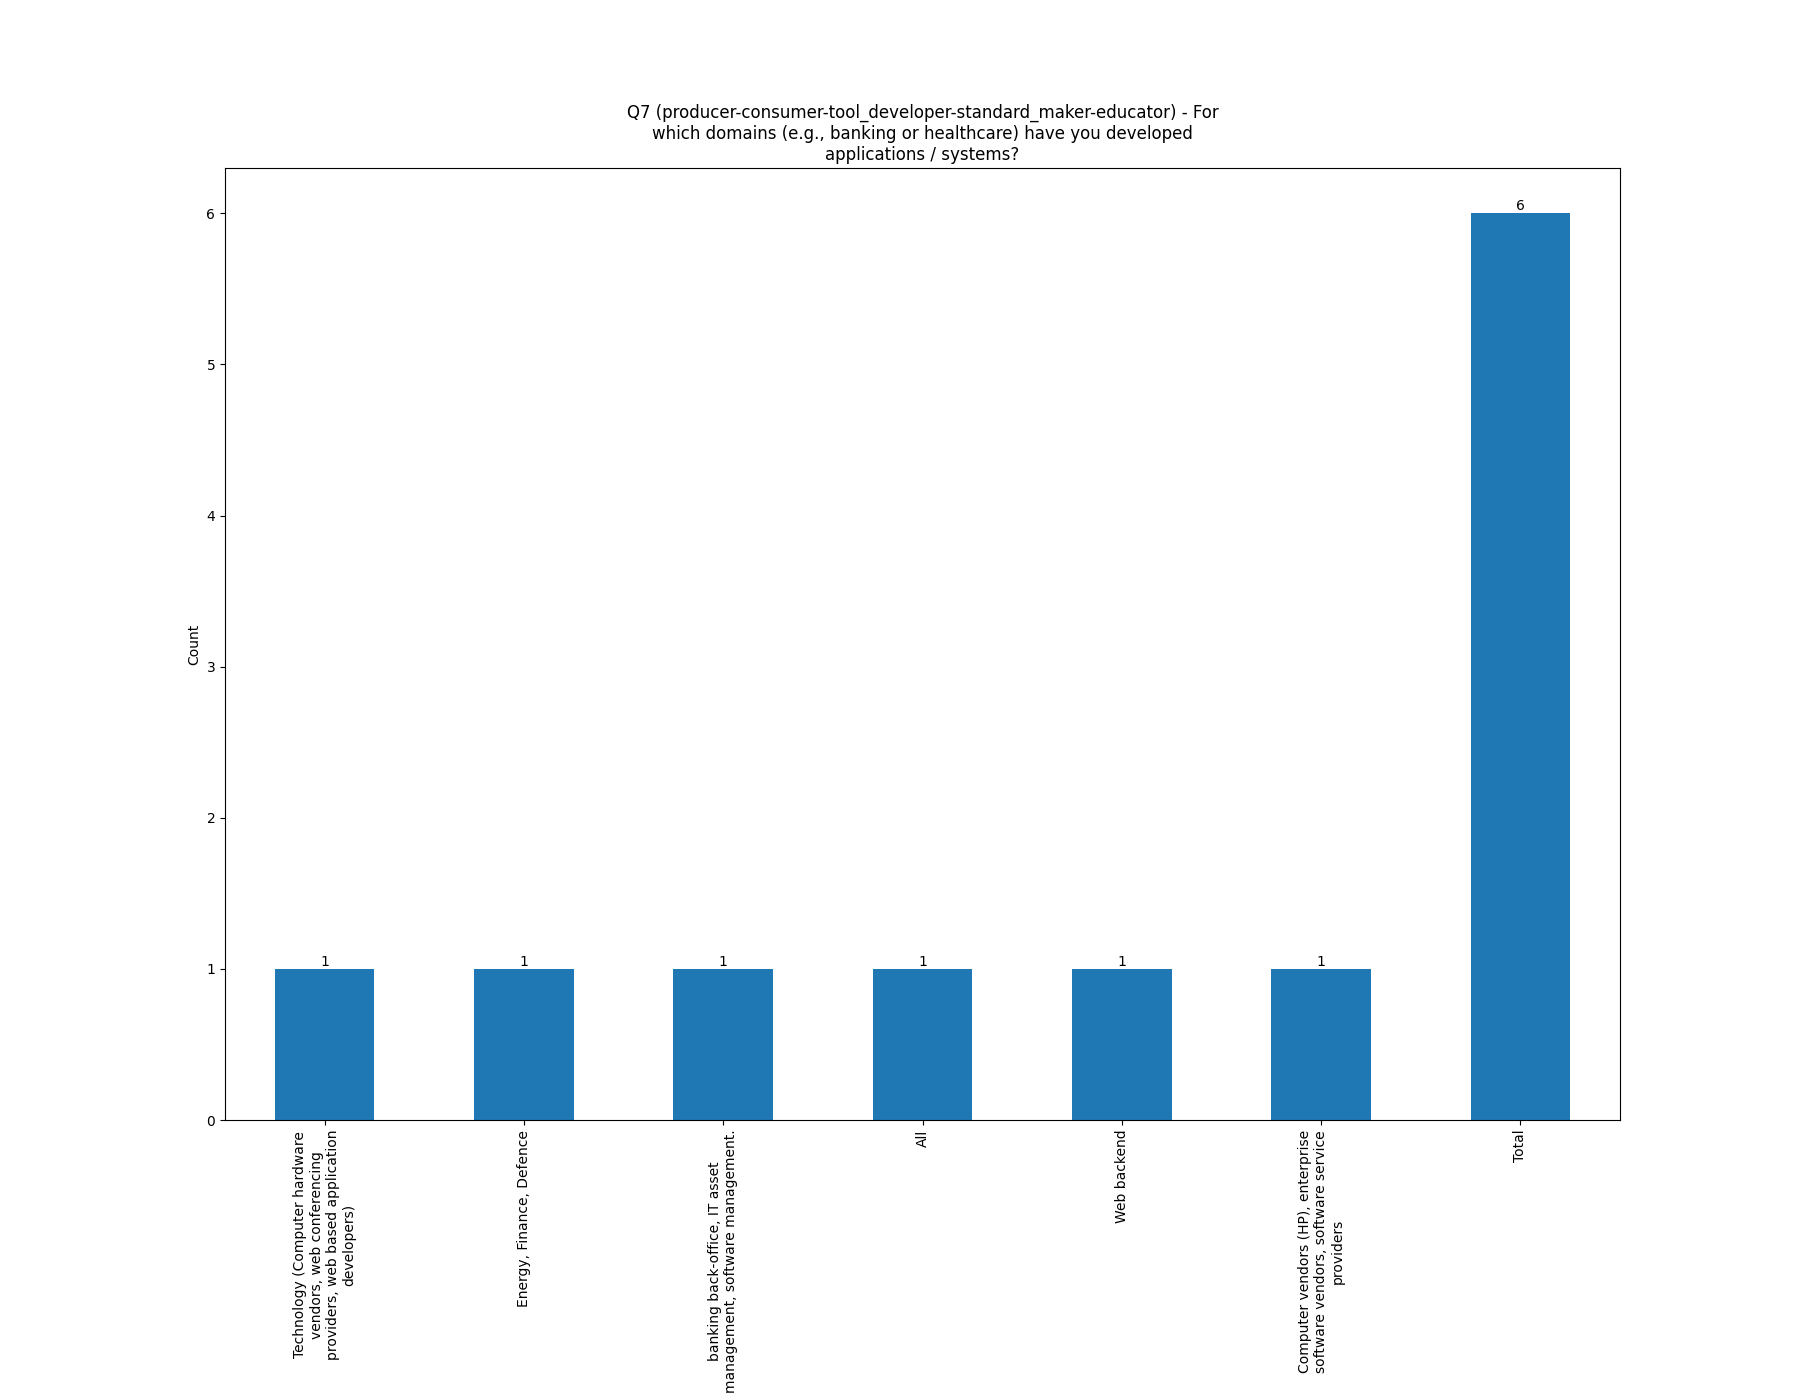 Q7 (producer-consumer-tool_developer-standard_maker-educator) - For
which domains (e.g., banking or healthcare) have you developed
applications / systems?
6
5
4
3
2
1
0
Count
1
1
1
1
1
1
6
Technology (Computer hardware
vendors, web conferencing
providers, web based application
developers)
Energy, Finance, Defence
banking back-office, IT asset
management, software management.
All
Web backend
Computer vendors (HP), enterprise
software vendors, software service
providers
Total